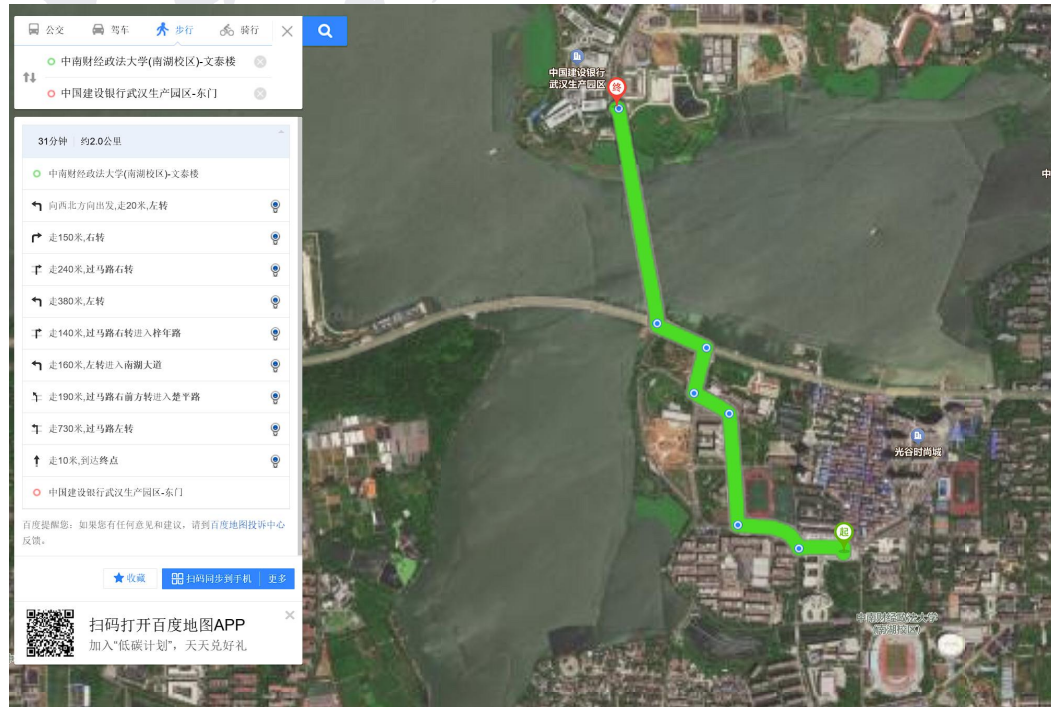 公交 驾车 步行 骑行
中南财经政法大学(南湖校区)-文泰楼
中国建设银行武汉生产园区-东门
31分钟 约2.0公里
中南财经政法大学(南湖校区)-文泰楼
向西北方向出发,走20米,左转
走150米,右转
走240米,过马路右转
走380米,左转
走140米,过马路右转进入梓年路
走160米,左转进入南湖大道
走190米,过马路右前方转进入楚平路
走730米,过马路左转
走10米,到达终点
中国建设银行武汉生产园区-东门
百度提醒您：如果您有任何意见和建议，请到百度地图投诉中心
反馈。
收藏 扫码同步到手机 更多
扫码打开百度地图APP
加入“低碳计划”，天天兑好礼
中国建设银行
武汉生产园区
终
中
光谷时尚城
起
中南财经政法大学
(南湖校区)